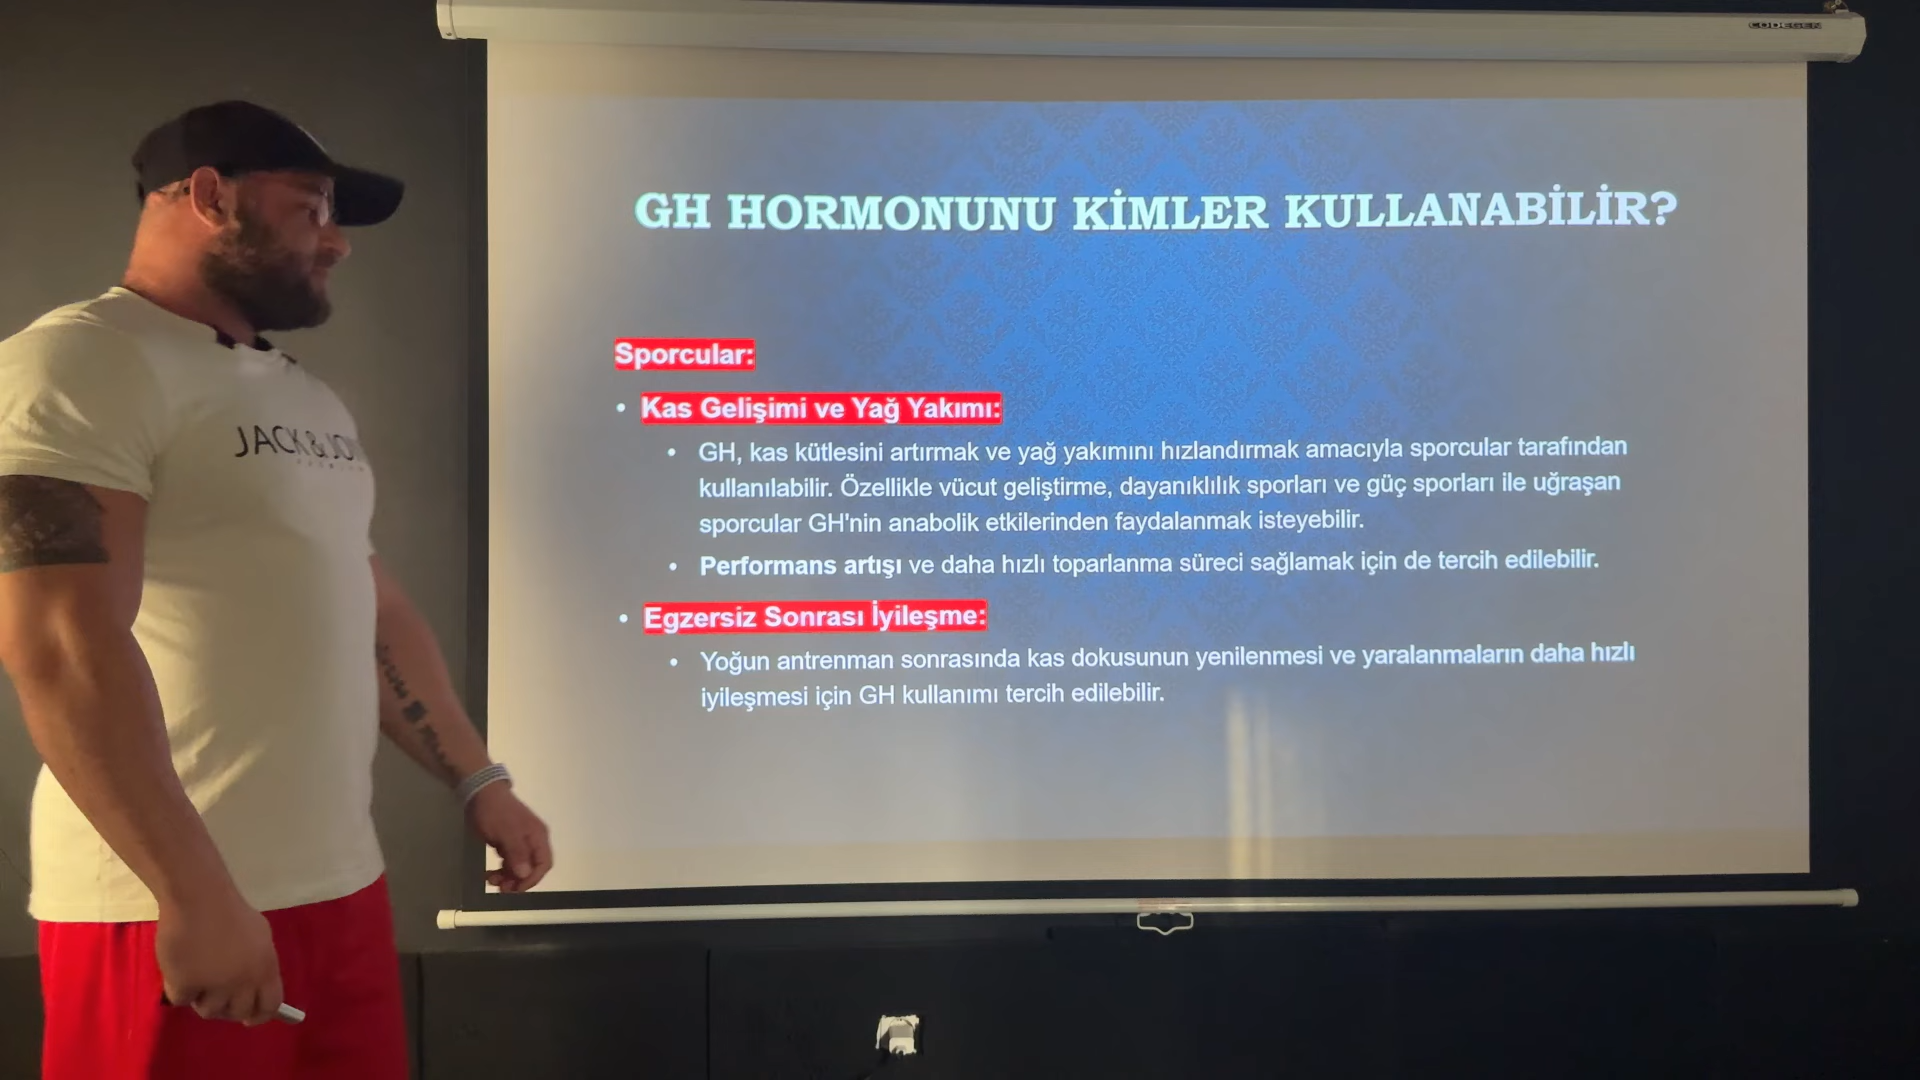 CODEGEN
GH HORMONUNU KİMLER KULLANABİLİR?
Sporcular:
• Kas Gelişimi ve Yağ Yakımı:
• GH, kas kütlesini artırmak ve yağ yakımını hızlandırmak amacıyla sporcular tarafından
kullanılabilir. Özellikle vücut geliştirme, dayanıklılık sporları ve güç sporları ile uğraşan
sporcular GH'nin anabolik etkilerinden faydalanmak isteyebilir.
• Performans artışı ve daha hızlı toparlanma süreci sağlamak için de tercih edilebilir.
• Egzersiz Sonrası İyileşme:
• Yoğun antrenman sonrasında kas dokusunun yenilenmesi ve yaralanmaların daha hızlı
iyileşmesi için GH kullanımı tercih edilebilir.
JACK & JO